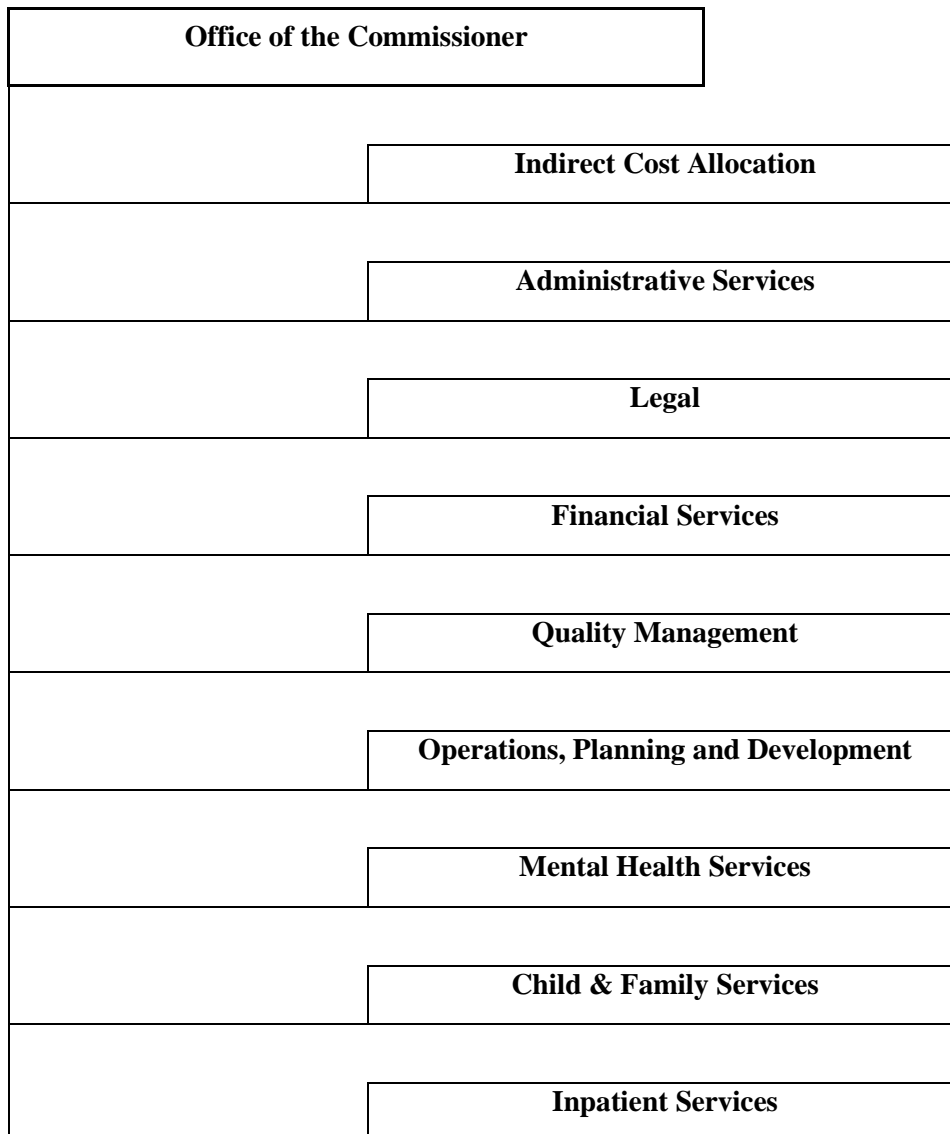 Office of the Commissioner
Indirect Cost Allocation
Administrative Services
Legal
Financial Services
Quality Management
Operations, Planning and Development
Mental Health Services
Child & Family Services
Inpatient Services